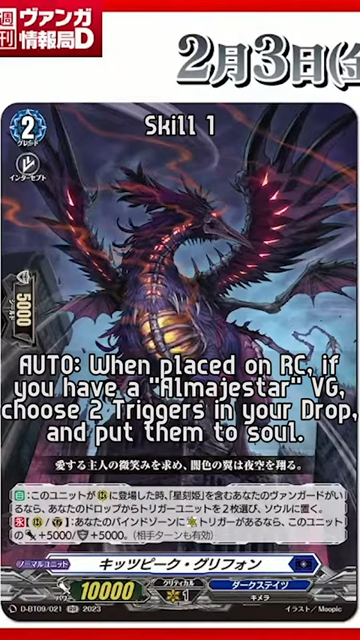 週刊
ヴァンガ
情報局D
2月3日(金
2
グレード
インターセプト
Skill 1
5000
シールド
AUTO: When placed on RC, if
you have a "Almajestar" VG,
choose 2 Triggers in your Drop,
and put them to soul.
愛する主人の微笑みを求め、闇色の翼は夜空を翔る。
自:このユニットがRに登場した時、「星刻姫」を含むあなたのヴァンガードがい
るなら、あなたのドロップからトリガーユニットを2枚選び、ソウルに置く。
永【R/G】:あなたのバインドゾーンに トリガーがあるなら、このユニット
の +5000/ +5000。(相手ターンも有効)
ノーマルユニット
キッツピーク・グリフォン
パワー
10000
クリティカル
1
ダークステイツ
キメラ
D-BT09/021 RR 2023
イラスト/Moopic